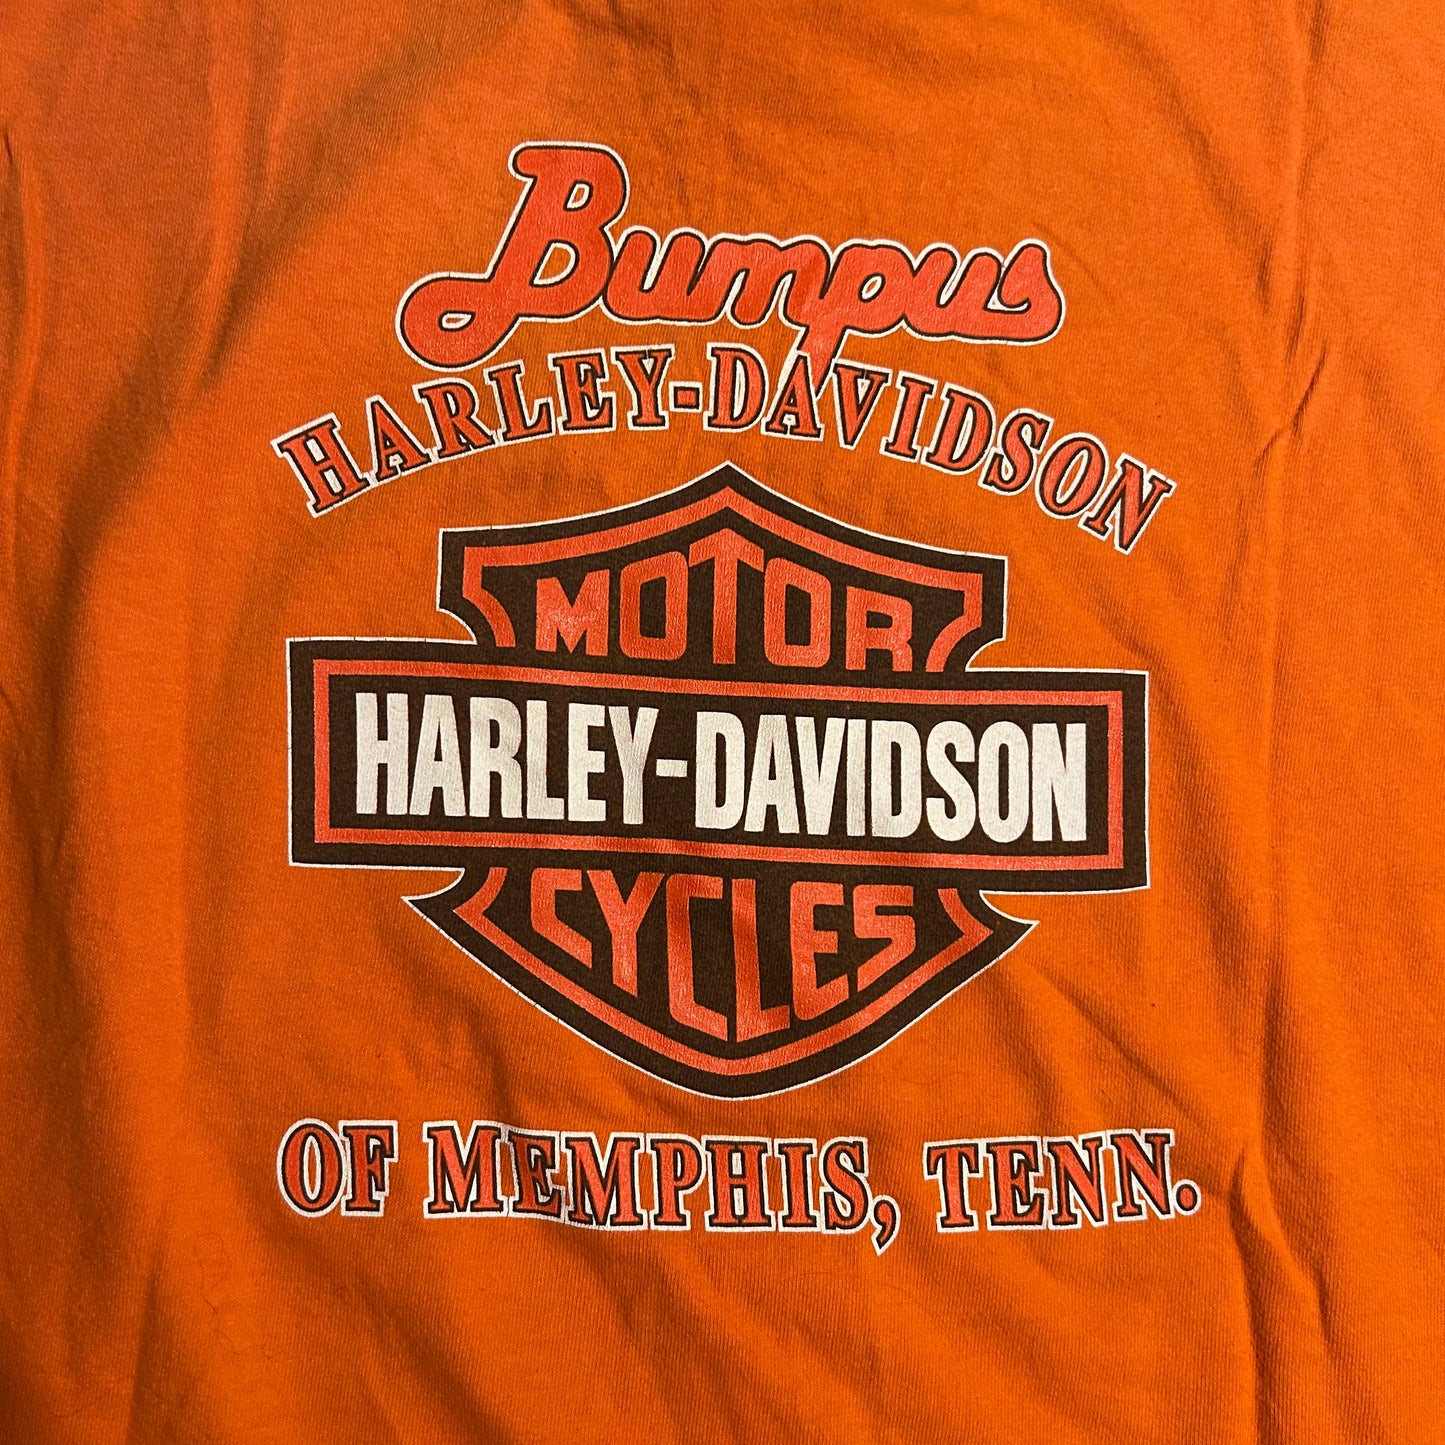 Bumpus
HARLEY-DAVIDSON
MOTOR
HARLEY-DAVIDSON
CYCLES
OF MEMPHIS, TENN.